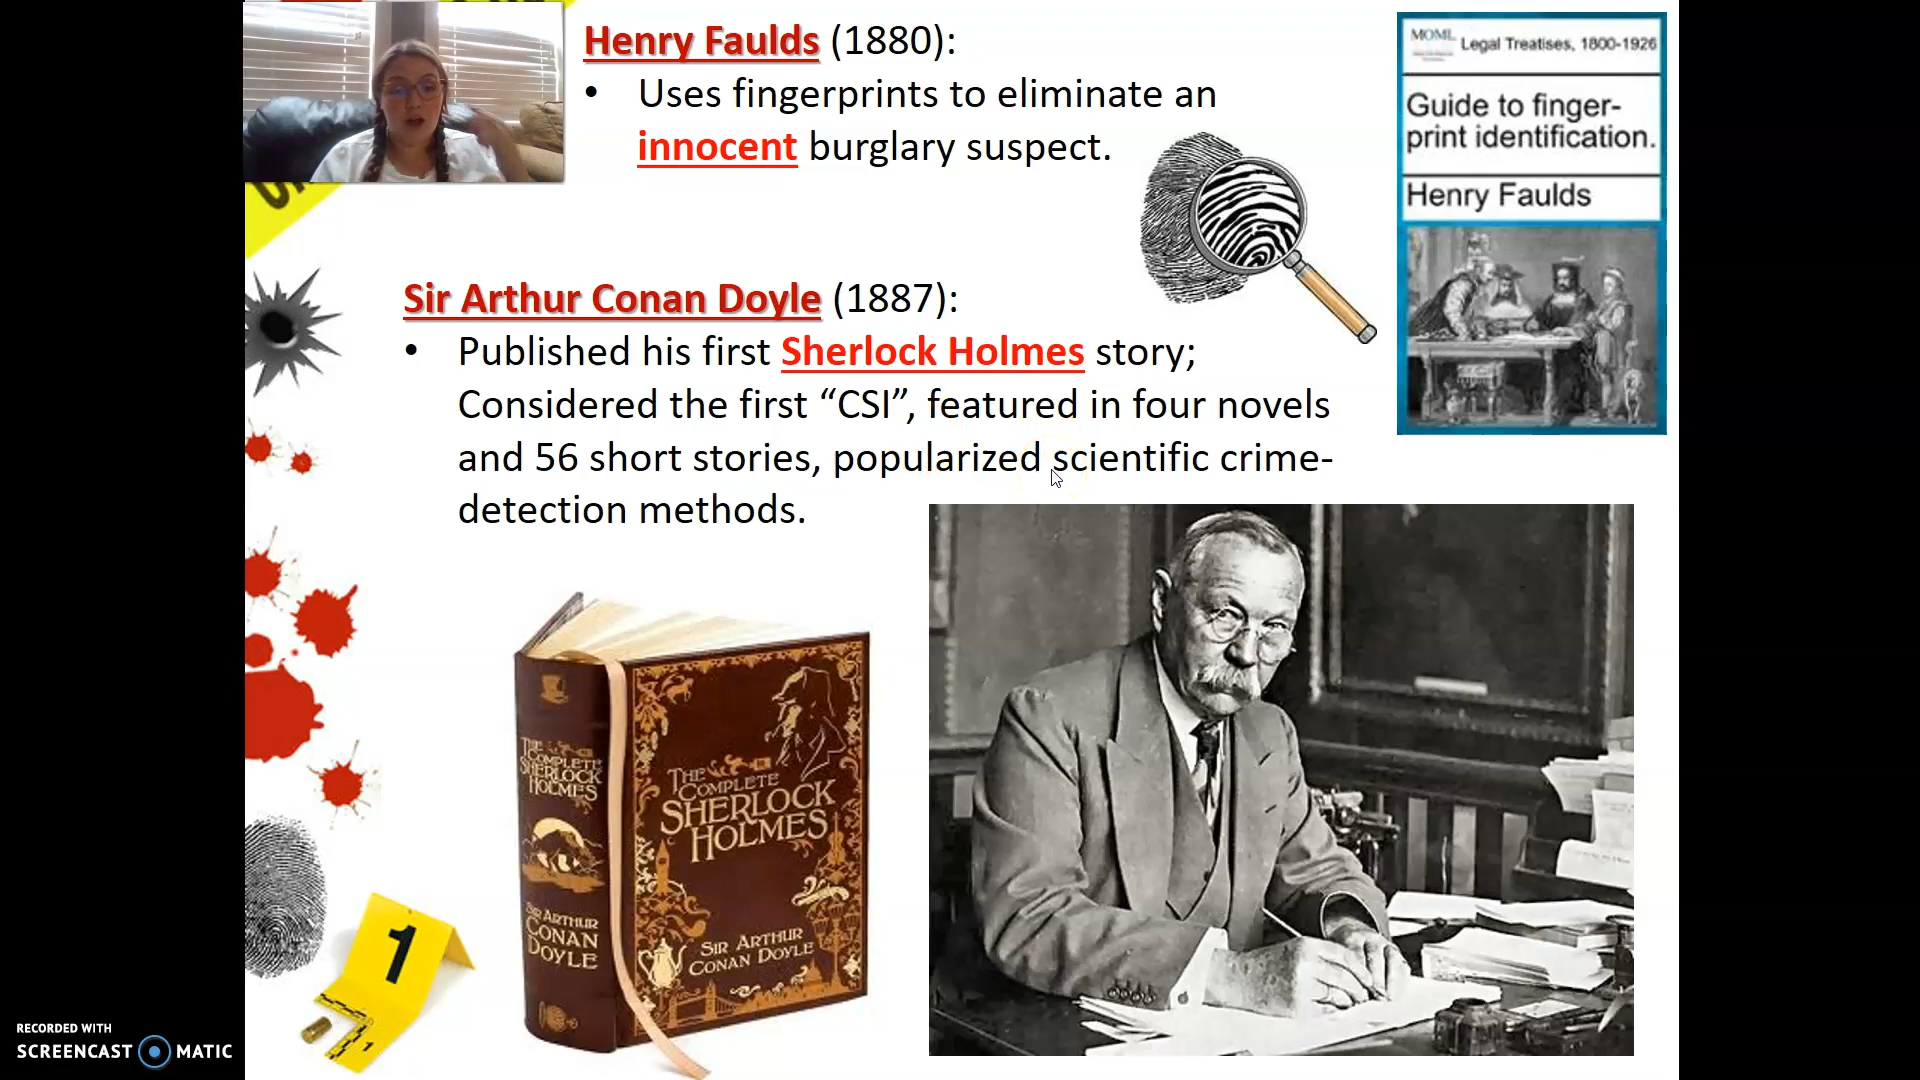 Henry Faulds (1880):
• Uses fingerprints to eliminate an
innocent burglary suspect.
MOML Legal Treatises, 1800-1926
Guide to finger-
print identification.
Henry Faulds
Sir Arthur Conan Doyle (1887):
• Published his first Sherlock Holmes story;
Considered the first “CSI”, featured in four novels
and 56 short stories, popularized scientific crime-
detection methods.
THE
COMPLETE
SHERLOCK
HOLMES
SIR ARTHUR
CONAN
DOYLE
THE
COMPLETE
SHERLOCK
HOLMES
SIR ARTHUR
CONAN DOYLE
1
1
RECORDED WITH
SCREENCAST MATIC